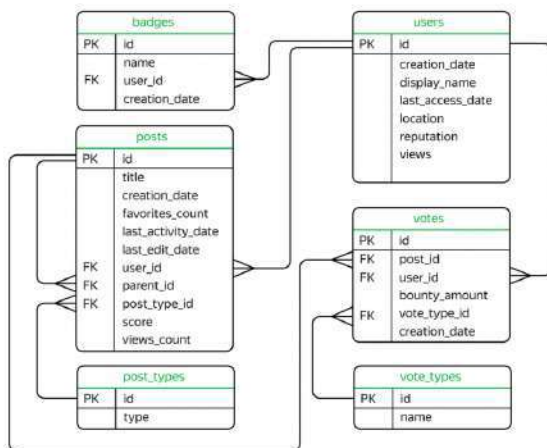 badges
PK id
name
FK user_id
creation_date
users
PK id
creation_date
display_name
last_access_date
location
reputation
views
posts
PK id
title
creation_date
favorites_count
last_activity_date
last_edit_date
FK user_id
FK parent_id
FK post_type_id
score
views_count
votes
PK id
FK post_id
FK user_id
bounty_amount
FK vote_type_id
creation_date
post_types
PK id
type
vote_types
PK id
name